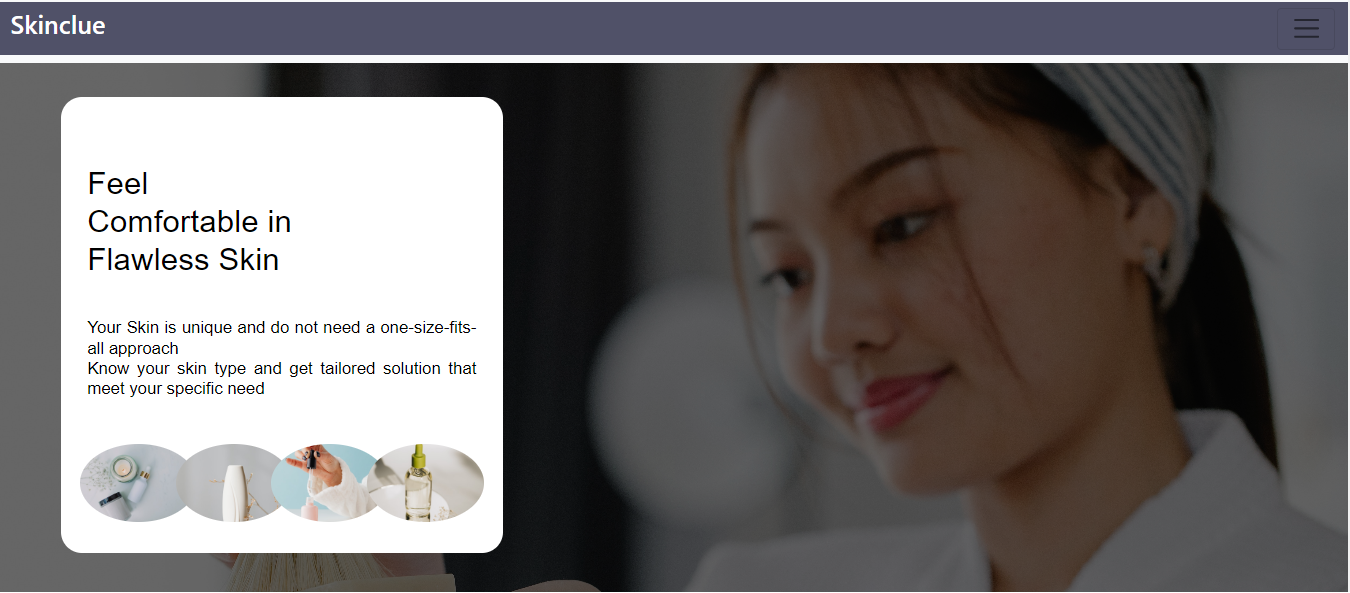 Skinclue
Feel
Comfortable in
Flawless Skin
Your Skin is unique and do not need a one-size-fits-
all approach
Know your skin type and get tailored solution that
meet your specific need